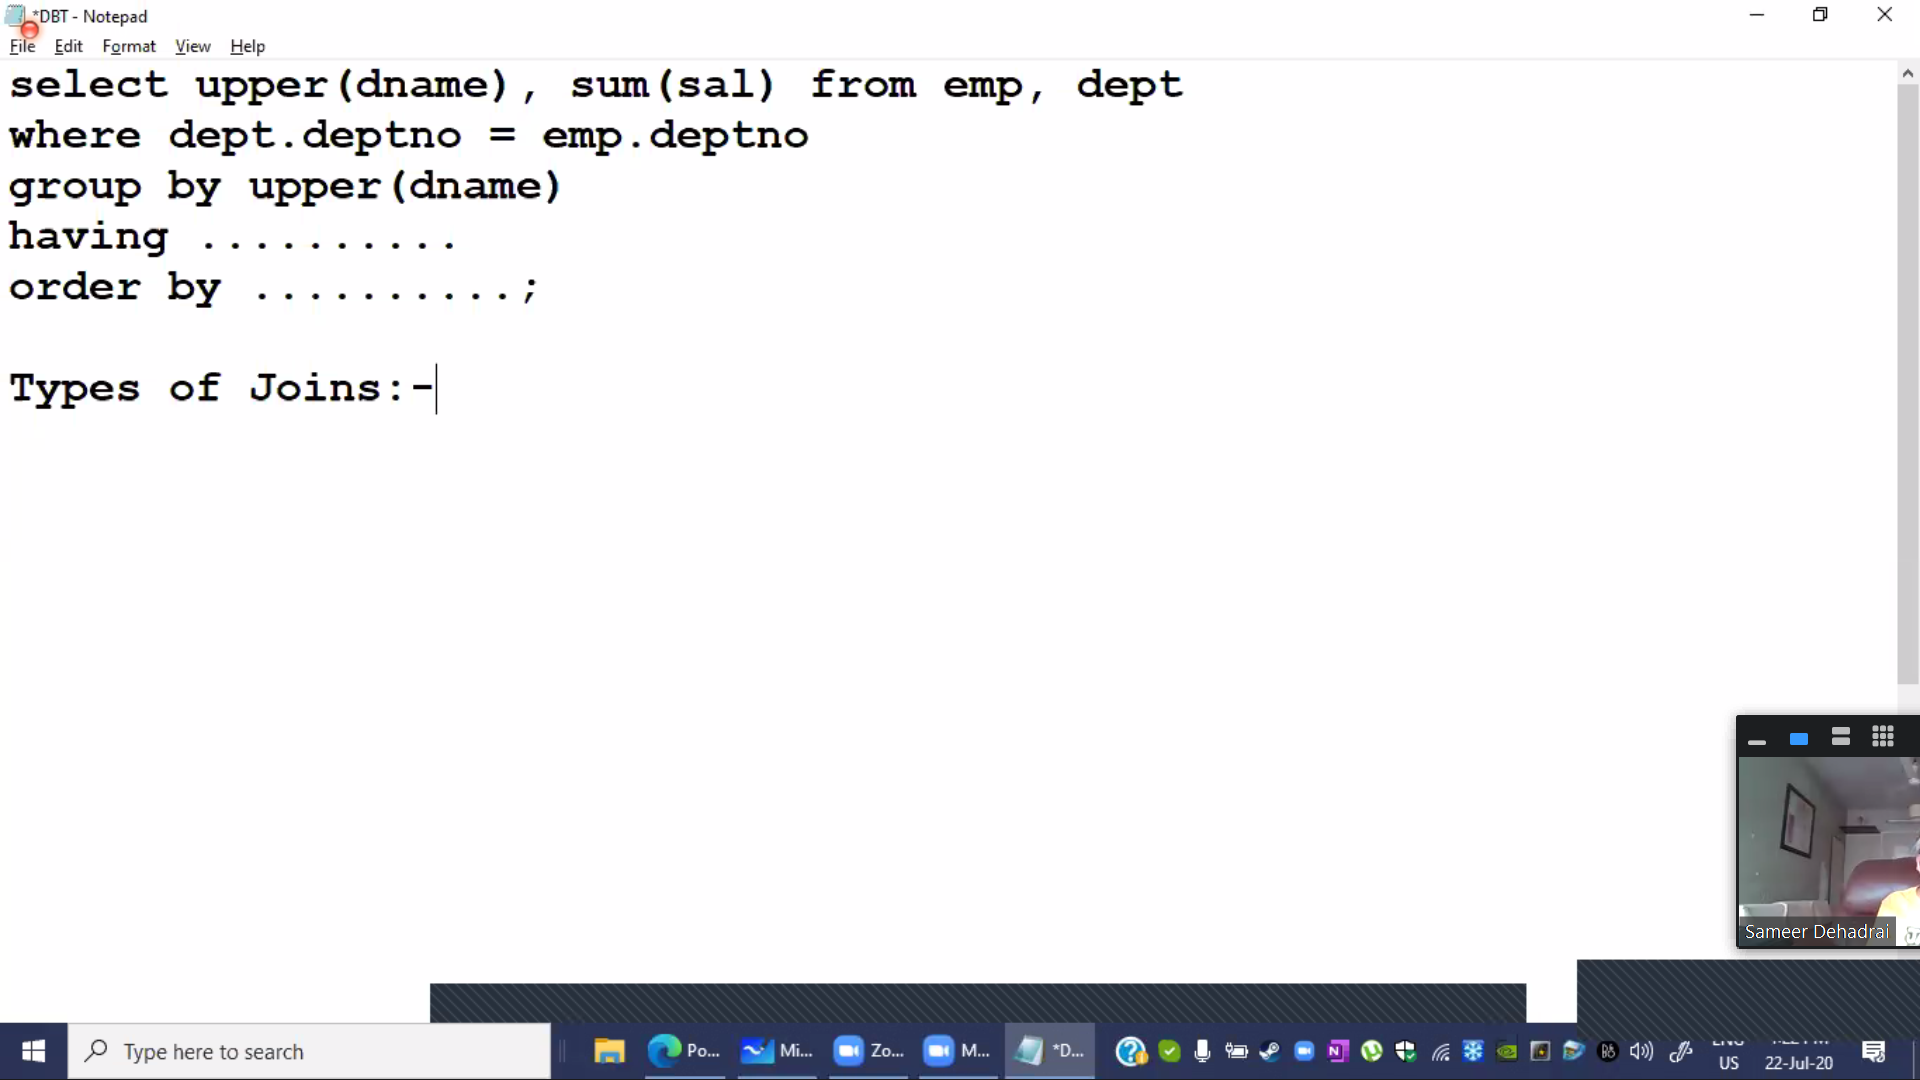 *DBT - Notepad
File Edit Format View Help
select upper(dname), sum(sal) from emp, dept
where dept.deptno = emp.deptno
group by upper(dname)
having ..........
order by ..........;
Types of Joins:-
Sameer Dehadrai
Type here to search
Po...
Mi...
Zo...
M...
*D...
US
22-Jul-20